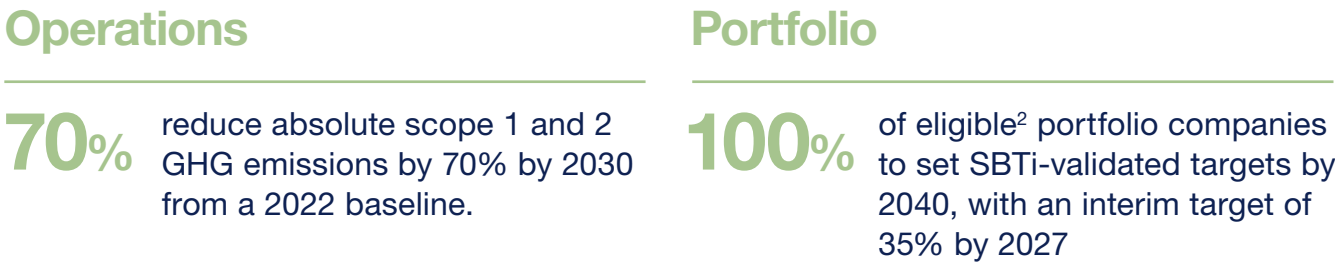 Operations
70%
reduce absolute scope 1 and 2
GHG emissions by 70% by 2030
from a 2022 baseline.
Portfolio
100%
of eligible² portfolio companies
to set SBTi-validated targets by
2040, with an interim target of
35% by 2027